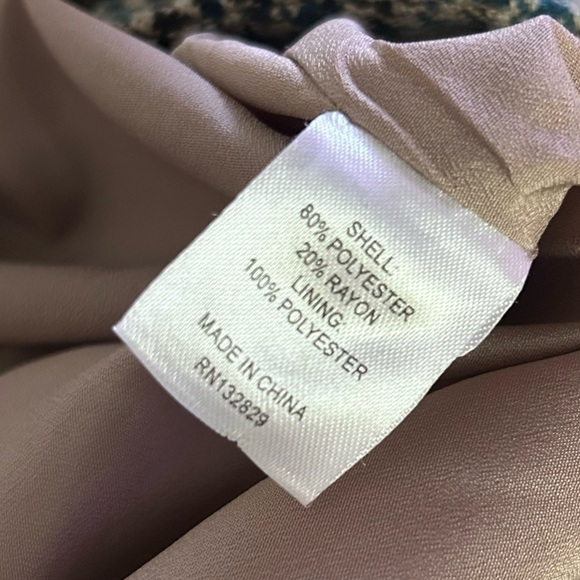 SHELL:
80% POLYESTER
20% RAYON
LINING:
100% POLYESTER
MADE IN CHINA
RN132829